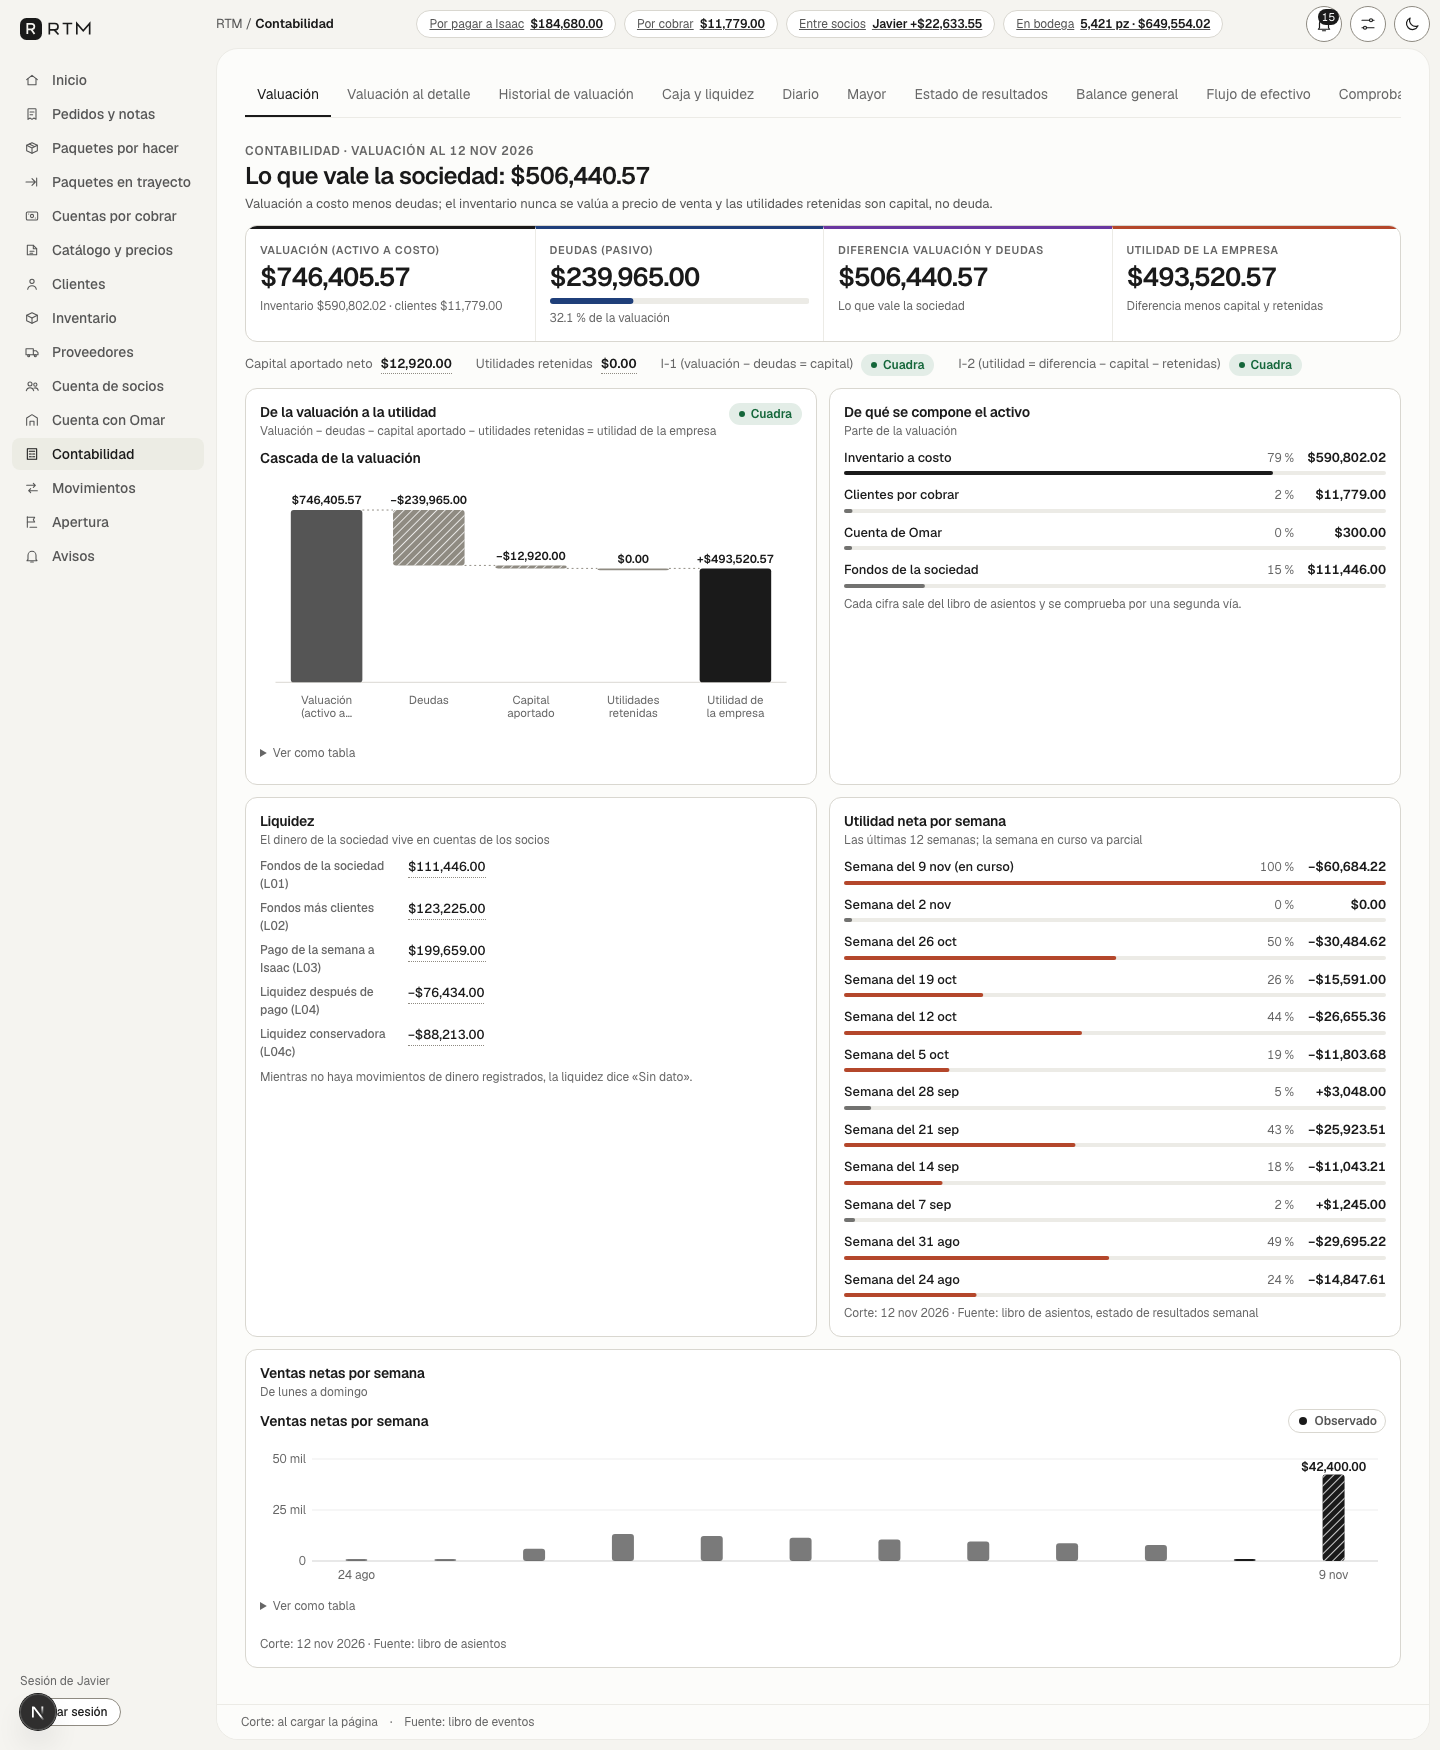 R RTM
RTM / Contabilidad
Por pagar a Isaac $184,680.00
Por cobrar $11,779.00
Entre socios Javier +$22,633.55
En bodega 5,421 pz · $649,554.02
15
Inicio
Pedidos y notas
Paquetes por hacer
Paquetes en trayecto
Cuentas por cobrar
Catálogo y precios
Clientes
Inventario
Proveedores
Cuenta de socios
Cuenta con Omar
Contabilidad
Movimientos
Apertura
Avisos
Valuación Valuación al detalle Historial de valuación Caja y liquidez Diario Mayor Estado de resultados Balance general Flujo de efectivo Comproba
CONTABILIDAD · VALUACIÓN AL 12 NOV 2026
Lo que vale la sociedad: $506,440.57
Valuación a costo menos deudas; el inventario nunca se valúa a precio de venta y las utilidades retenidas son capital, no deuda.
VALUACIÓN (ACTIVO A COSTO)
$746,405.57
Inventario $590,802.02 · clientes $11,779.00
DEUDAS (PASIVO)
$239,965.00
32.1 % de la valuación
DIFERENCIA VALUACIÓN Y DEUDAS
$506,440.57
Lo que vale la sociedad
UTILIDAD DE LA EMPRESA
$493,520.57
Diferencia menos capital y retenidas
Capital aportado neto $12,920.00 Utilidades retenidas $0.00 I-1 (valuación − deudas = capital) Cuadra I-2 (utilidad = diferencia − capital − retenidas) Cuadra
De la valuación a la utilidad
Cuadra
Valuación − deudas − capital aportado − utilidades retenidas = utilidad de la empresa
Cascada de la valuación
$746,405.57
−$239,965.00
−$12,920.00
$0.00
+$493,520.57
Valuación
(activo a…
Deudas
Capital
aportado
Utilidades
retenidas
Utilidad de
la empresa
▶ Ver como tabla
De qué se compone el activo
Parte de la valuación
Inventario a costo 79 % $590,802.02
Clientes por cobrar 2 % $11,779.00
Cuenta de Omar 0 % $300.00
Fondos de la sociedad 15 % $111,446.00
Cada cifra sale del libro de asientos y se comprueba por una segunda vía.
Liquidez
El dinero de la sociedad vive en cuentas de los socios
Fondos de la sociedad
(L01)
$111,446.00
Fondos más clientes
(L02)
$123,225.00
Pago de la semana a
Isaac (L03)
$199,659.00
Liquidez después de
pago (L04)
−$76,434.00
Liquidez conservadora
(L04c)
−$88,213.00
Mientras no haya movimientos de dinero registrados, la liquidez dice «Sin dato».
Utilidad neta por semana
Las últimas 12 semanas; la semana en curso va parcial
Semana del 9 nov (en curso) 100 % −$60,684.22
Semana del 2 nov 0 % $0.00
Semana del 26 oct 50 % −$30,484.62
Semana del 19 oct 26 % −$15,591.00
Semana del 12 oct 44 % −$26,655.36
Semana del 5 oct 19 % −$11,803.68
Semana del 28 sep 5 % +$3,048.00
Semana del 21 sep 43 % −$25,923.51
Semana del 14 sep 18 % −$11,043.21
Semana del 7 sep 2 % +$1,245.00
Semana del 31 ago 49 % −$29,695.22
Semana del 24 ago 24 % −$14,847.61
Corte: 12 nov 2026 · Fuente: libro de asientos, estado de resultados semanal
Ventas netas por semana
De lunes a domingo
Ventas netas por semana
Observado
50 mil
25 mil
0
$42,400.00
24 ago
9 nov
▶ Ver como tabla
Corte: 12 nov 2026 · Fuente: libro de asientos
Sesión de Javier
N
ar sesión
Corte: al cargar la página · Fuente: libro de eventos